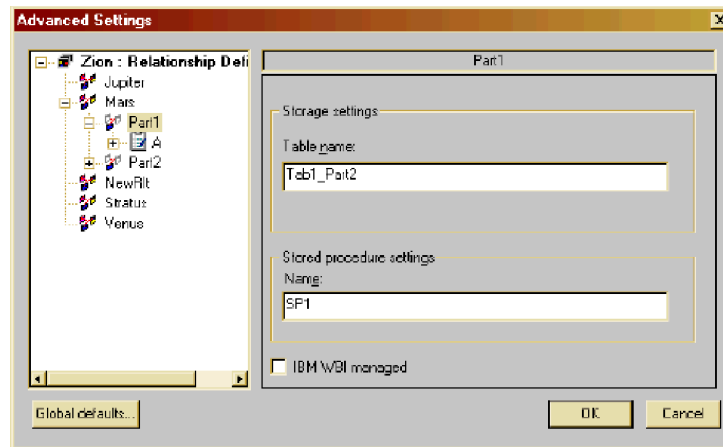 Advanced Settings
Zion : Relationship Defi
Jupiter
Mars
Part1
A
Part2
NewRlt
Stratus
Venus
Part1
Storage settings
Table name:
Tab1_Part2
Stored procedure settings
Name:
SP1
IBM WBI managed
Global defaults...
OK
Cancel